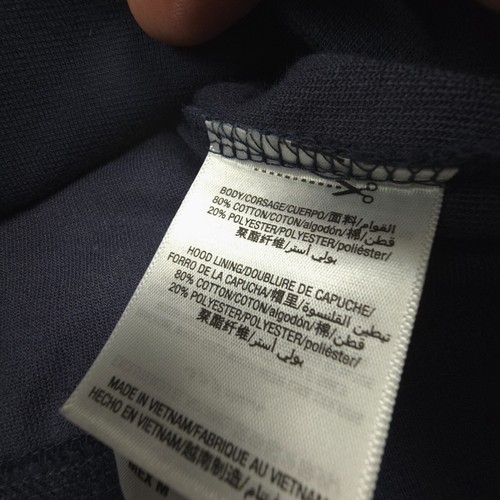 BODY/CORSAGE/CUERPO/面料/القوام/
80% COTTON/COTON/algodón/棉/قطن/
20% POLYESTER/POLYESTER/poliéster/
聚酯纤维/بولي أستر/
HOOD LINING/DOUBLURE DE CAPUCHE/
FORRO DE LA CAPUCHA/帽里/تبطين القلنسوة/
80% COTTON/COTON/algodón/棉/قطن/
20% POLYESTER/POLYESTER/poliéster/
聚酯纤维/بولي أستر/
MADE IN VIETNAM/FABRIQUE AU VIETNAM
HECHO EN VIETNAM/越南制造/
MEX M